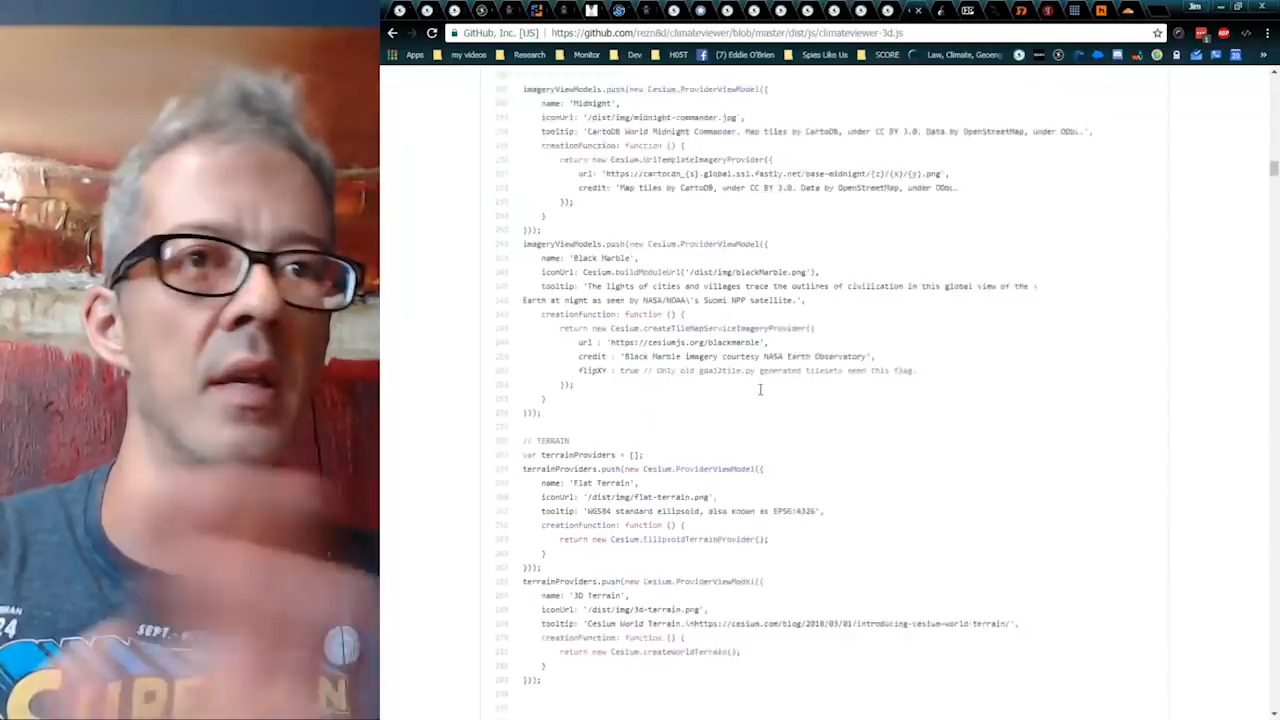 Jim
GitHub, Inc. [US] | https://github.com/rezn8d/climateviewer/blob/master/dist/js/climateviewer-3d.js
Apps my videos Research Monitor Dev H05T (7) Eddie O'Brien Spies Like Us SCORE Law, Climate, Geoeng
imageryViewModels.push(new Cesium.ProviderViewModel({
name: 'Midnight',
iconUrl: '/dist/img/midnight-commander.jpg',
tooltip: 'CartoDB World Midnight Commander. Map tiles by CartoDB, under CC BY 3.0. Data by OpenStreetMap, under ODbL.',
creationFunction: function () {
return new Cesium.UrlTemplateImageryProvider({
url: 'https://cartocdn_{s}.global.ssl.fastly.net/base-midnight/{z}/{x}/{y}.png',
credit: 'Map tiles by CartoDB, under CC BY 3.0. Data by OpenStreetMap, under
});
}
}));
imageryViewModels.push(new Cesium.ProviderViewModel({
name: 'Black Marble',
iconUrl: Cesium.buildModuleUrl('/dist/img/blackMarble.png'),
tooltip: 'The lights of cities and villages trace the outlines of civilization in this global view of the \
Earth at night as seen by NASA/NOAA\'s Suomi NPP satellite.',
creationFunction: function () {
return new Cesium.createTileMapServiceImageryProvider({
url : 'https://cesiumjs.org/blackmarble',
credit : 'Black Marble imagery courtesy NASA Earth Observatory',
flipXY : true // Only old gdal2tile.py generated tilesets need this flag.
});
}
}));
// TERRAIN
var terrainProviders = [];
terrainProviders.push(new Cesium.ProviderViewModel({
name: 'Flat Terrain',
iconUrl: '/dist/img/flat-terrain.png',
tooltip: 'WGS84 standard ellipsoid, also known as EPSG:4326',
creationFunction: function () {
return new Cesium.EllipsoidTerrainProvider();
}
}));
terrainProviders.push(new Cesium.ProviderViewModel({
name: '3D Terrain',
iconUrl: '/dist/img/3d-terrain.png',
tooltip: 'Cesium World Terrain.\nhttps://cesium.com/blog/2018/03/01/introducing-cesium-world-terrain/',
creationFunction: function () {
return new Cesium.createWorldTerrain();
}
}));